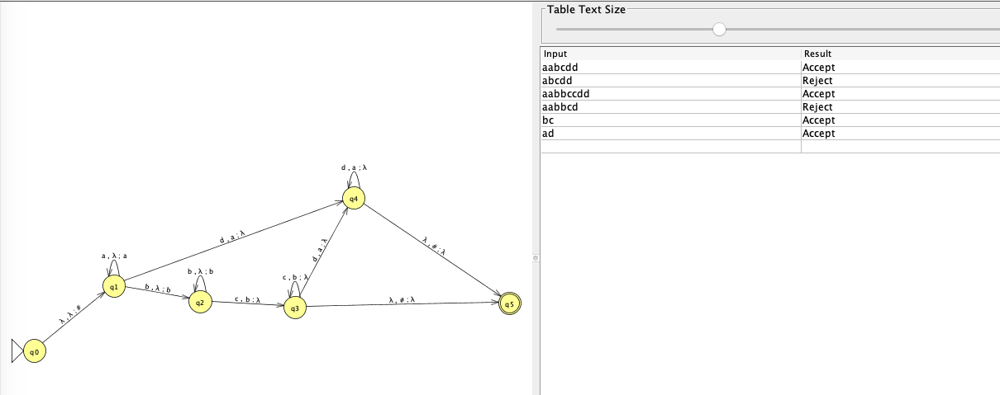 Table Text Size
Input Result
aabcdd Accept
abcdd Reject
aabbccdd Accept
aabbcd Reject
bc Accept
ad Accept
d , a ; λ
q4
d , a ; λ
d , a ; λ
λ , # ; λ
a , λ ; a
q1
b , λ ; b
b , λ ; b
q2
c , b ; λ
c , b ; λ
q3
λ , # ; λ
q5
λ , λ ; #
q0